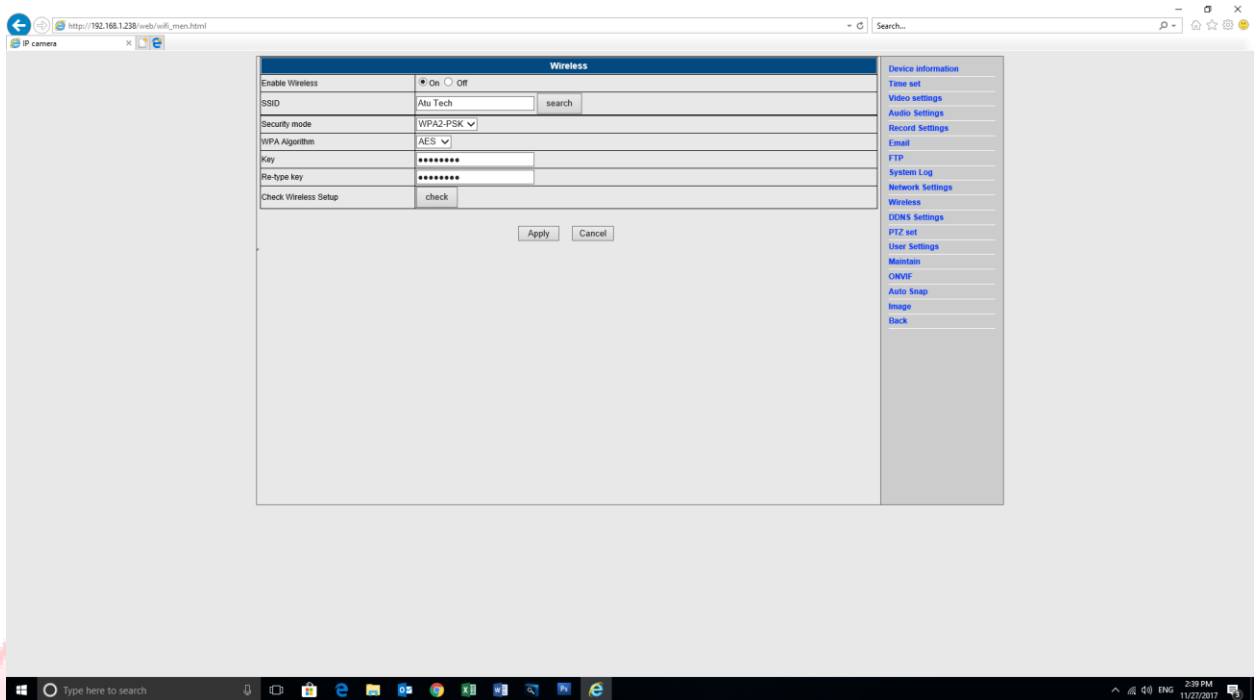 http://192.168.1.238/web/wifi_men.html
Search...
IP camera
Wireless
Enable Wireless On Off
SSID Atu Tech search
Security mode WPA2-PSK
WPA Algorithm AES
Key ••••••••
Re-type key ••••••••
Check Wireless Setup check
Apply Cancel
Device information
Time set
Video settings
Audio Settings
Record Settings
Email
FTP
System Log
Network Settings
Wireless
DDNS Settings
PTZ set
User Settings
Maintain
ONVIF
Auto Snap
Image
Back
Type here to search
ENG
2:39 PM
11/27/2017